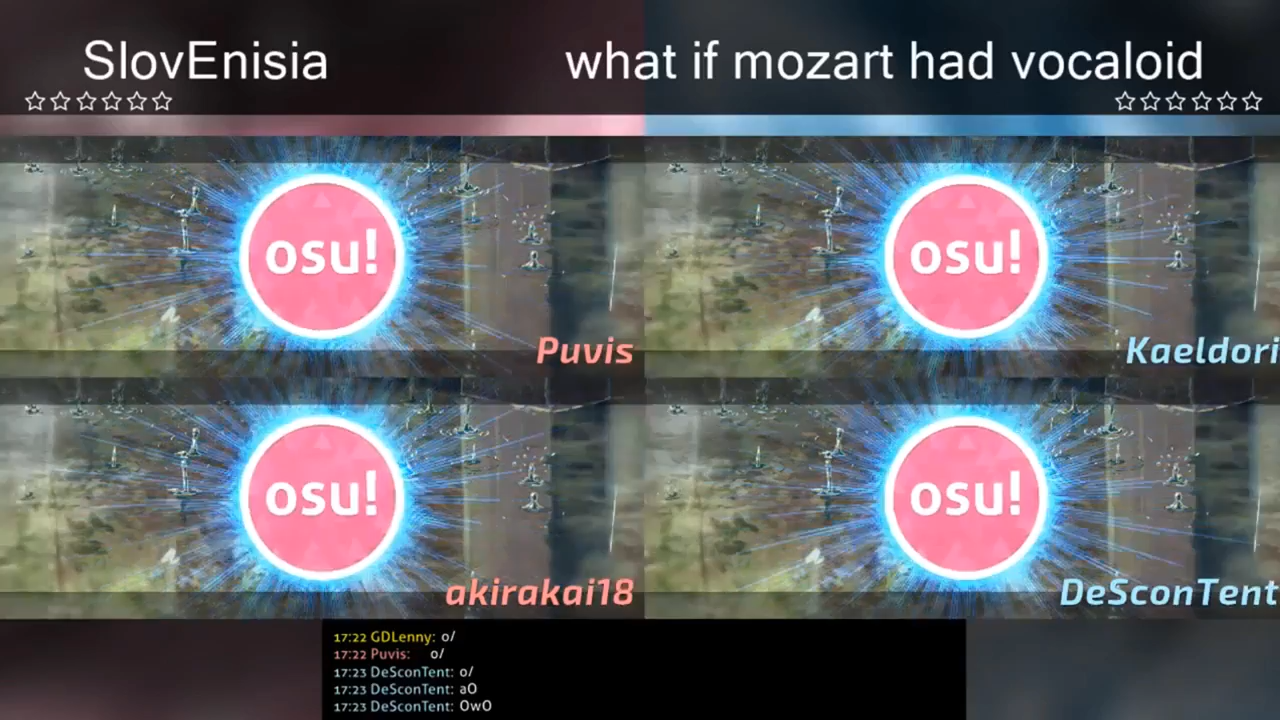 SlovEnisia
what if mozart had vocaloid
osu!
osu!
Puvis
Kaeldori
osu!
osu!
akirakai18
DeSconTent
17:22 GDLenny: o/
17:22 Puvis: o/
17:23 DeSconTent: o/
17:23 DeSconTent: aO
17:23 DeSconTent: OwO